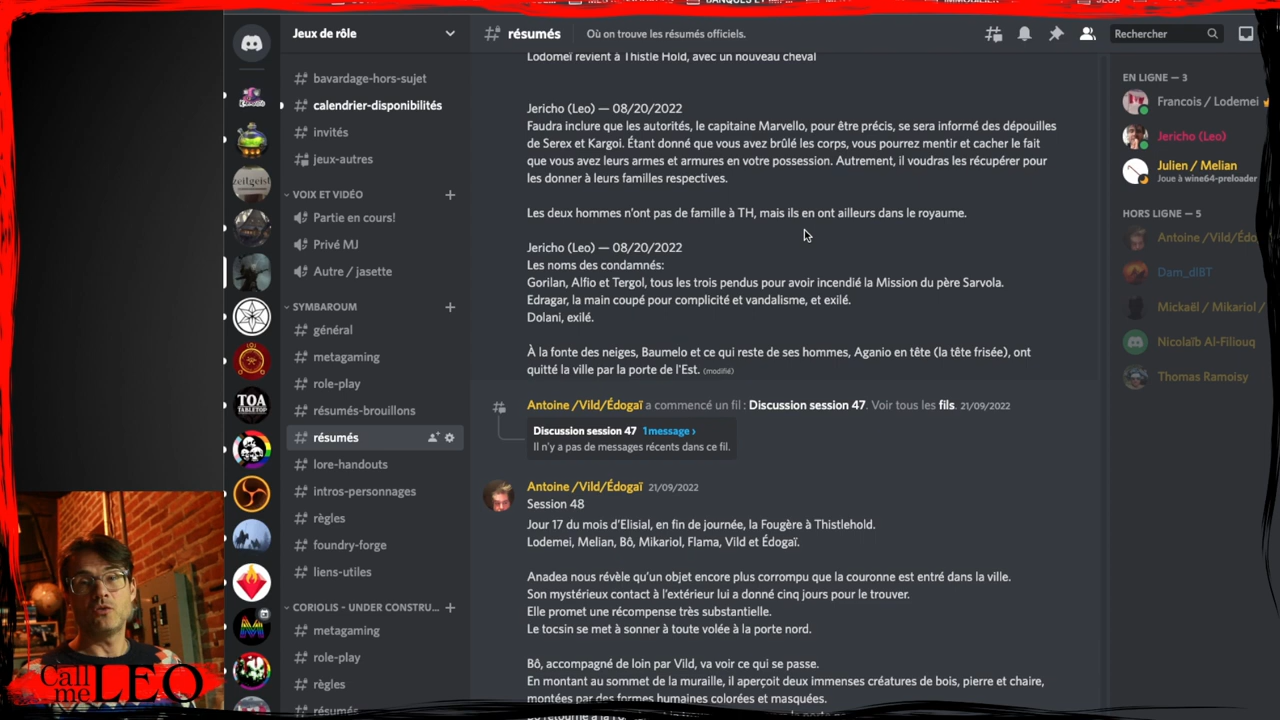 Jeux de rôle
résumés
Où on trouve les résumés officiels.
Rechercher
bavardage-hors-sujet
calendrier-disponibilités
invités
jeux-autres
VOIX ET VIDÉO
Partie en cours!
Privé MJ
Autre / jasette
SYMBAROUM
général
metagaming
role-play
résumés-brouillons
résumés
lore-handouts
intros-personnages
règles
foundry-forge
liens-utiles
CORIOLIS - UNDER CONSTRU...
metagaming
role-play
règles
résumés
zeitgeist
TOA
TABLETOP
Lodomeï revient à Thistle Hold, avec un nouveau cheval
Jericho (Leo) — 08/20/2022
Faudra inclure que les autorités, le capitaine Marvello, pour être précis, se sera informé des dépouilles
de Serex et Kargoi. Étant donné que vous avez brûlé les corps, vous pourrez mentir et cacher le fait
que vous avez leurs armes et armures en votre possession. Autrement, il voudras les récupérer pour
les donner à leurs familles respectives.
Les deux hommes n'ont pas de famille à TH, mais ils en ont ailleurs dans le royaume.
Jericho (Leo) — 08/20/2022
Les noms des condamnés:
Gorilan, Alfio et Tergol, tous les trois pendus pour avoir incendié la Mission du père Sarvola.
Edragar, la main coupé pour complicité et vandalisme, et exilé.
Dolani, exilé.
À la fonte des neiges, Baumelo et ce qui reste de ses hommes, Aganio en tête (la tête frisée), ont
quitté la ville par la porte de l'Est. (modifié)
Antoine /Vild/Édogaï a commencé un fil : Discussion session 47. Voir tous les fils. 21/09/2022
Discussion session 47 1 message ›
Il n'y a pas de messages récents dans ce fil.
Antoine /Vild/Édogaï 21/09/2022
Session 48
Jour 17 du mois d'Elisial, en fin de journée, la Fougère à Thistlehold.
Lodemei, Melian, Bô, Mikariol, Flama, Vild et Édogaï.
Anadea nous révèle qu'un objet encore plus corrompu que la couronne est entré dans la ville.
Son mystérieux contact à l'extérieur lui a donné cinq jours pour le trouver.
Elle promet une récompense très substantielle.
Le tocsin se met à sonner à toute volée à la porte nord.
Bô, accompagné de loin par Vild, va voir ce qui se passe.
En montant au sommet de la muraille, il aperçoit deux immenses créatures de bois, pierre et chaire,
montées par des formes humaines colorées et masquées.
EN LIGNE — 3
Francois / Lodemei
Jericho (Leo)
Julien / Melian
Joue à wine64-preloader
HORS LIGNE — 5
Antoine /Vild/Édo
Dam_dlBT
Mickaël / Mikariol /
Nicolaïb Al-Filiouq
Thomas Ramoisy
Call
me LEO